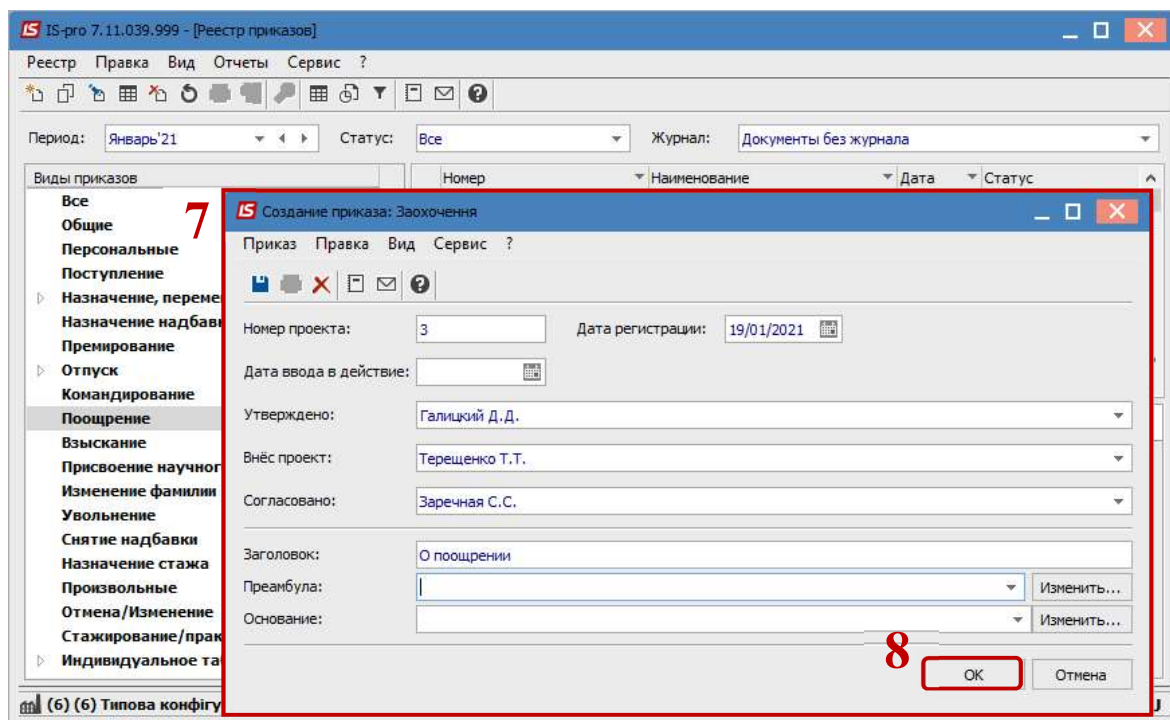 IS-pro 7.11.039.999 - [Реестр приказов]
Реестр Правка Вид Отчеты Сервис ?
Период: Январь'21 Статус: Все Журнал: Документы без журнала
Виды приказов Номер Наименование Дата Статус
Все
Общие
Персональные
Поступление
Назначение, переме
Назначение надбав
Премирование
Отпуск
Командирование
Поощрение
Взыскание
Присвоение научног
Изменение фамилии
Увольнение
Снятие надбавки
Назначение стажа
Произвольные
Отмена/Изменение
Стажирование/прак
Индивидуальное та
(6) (6) Типова конфігу
7
Создание приказа: Заохочення
Приказ Правка Вид Сервис ?
Номер проекта: 3 Дата регистрации: 19/01/2021
Дата ввода в действие:
Утверждено: Галицкий Д.Д.
Внёс проект: Терещенко Т.Т.
Согласовано: Заречная С.С.
Заголовок: О поощрении
Преамбула: Изменить...
Основание: Изменить...
8
OK Отмена